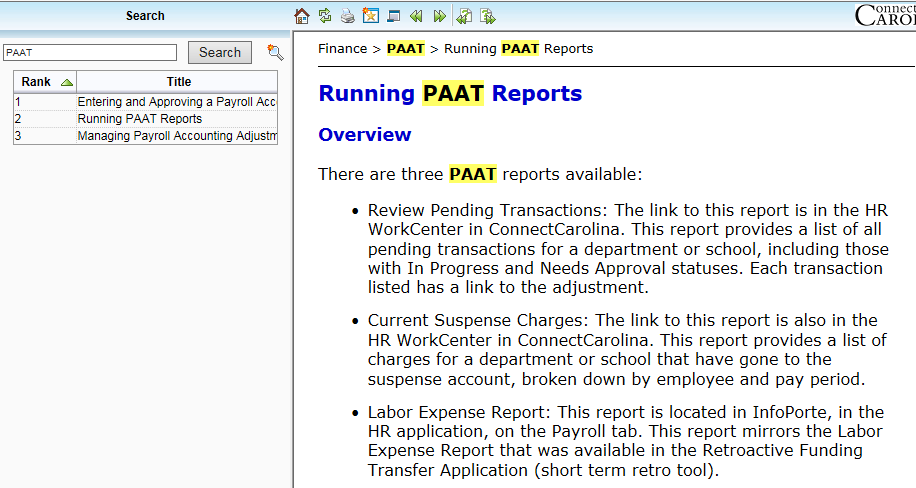 Search
PAAT
Search
Rank Title
1 Entering and Approving a Payroll Acc
2 Running PAAT Reports
3 Managing Payroll Accounting Adjustm
Connect
CAROL
Finance > PAAT > Running PAAT Reports
Running PAAT Reports
Overview
There are three PAAT reports available:
• Review Pending Transactions: The link to this report is in the HR
WorkCenter in ConnectCarolina. This report provides a list of all
pending transactions for a department or school, including those
with In Progress and Needs Approval statuses. Each transaction
listed has a link to the adjustment.
• Current Suspense Charges: The link to this report is also in the
HR WorkCenter in ConnectCarolina. This report provides a list of
charges for a department or school that have gone to the
suspense account, broken down by employee and pay period.
• Labor Expense Report: This report is located in InfoPorte, in the
HR application, on the Payroll tab. This report mirrors the Labor
Expense Report that was available in the Retroactive Funding
Transfer Application (short term retro tool).